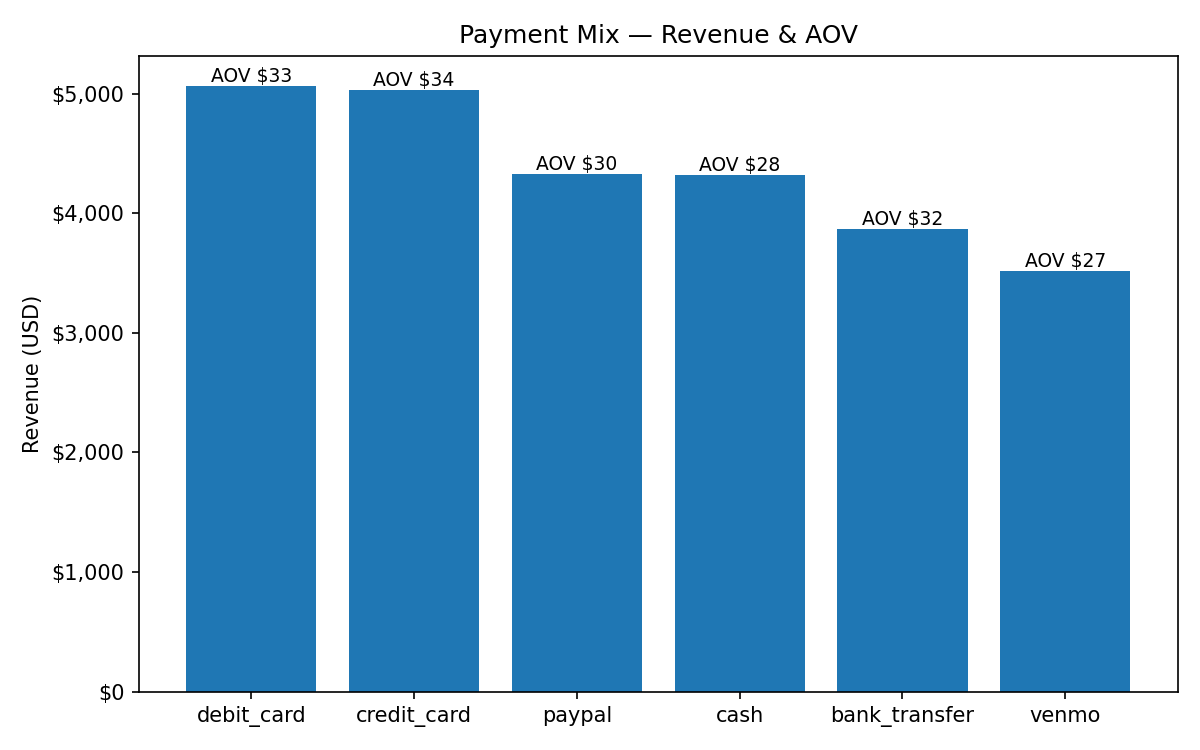 Payment Mix — Revenue & AOV
Revenue (USD)
$5,000
$4,000
$3,000
$2,000
$1,000
$0
AOV $33
AOV $34
AOV $30
AOV $28
AOV $32
AOV $27
debit_card
credit_card
paypal
cash
bank_transfer
venmo